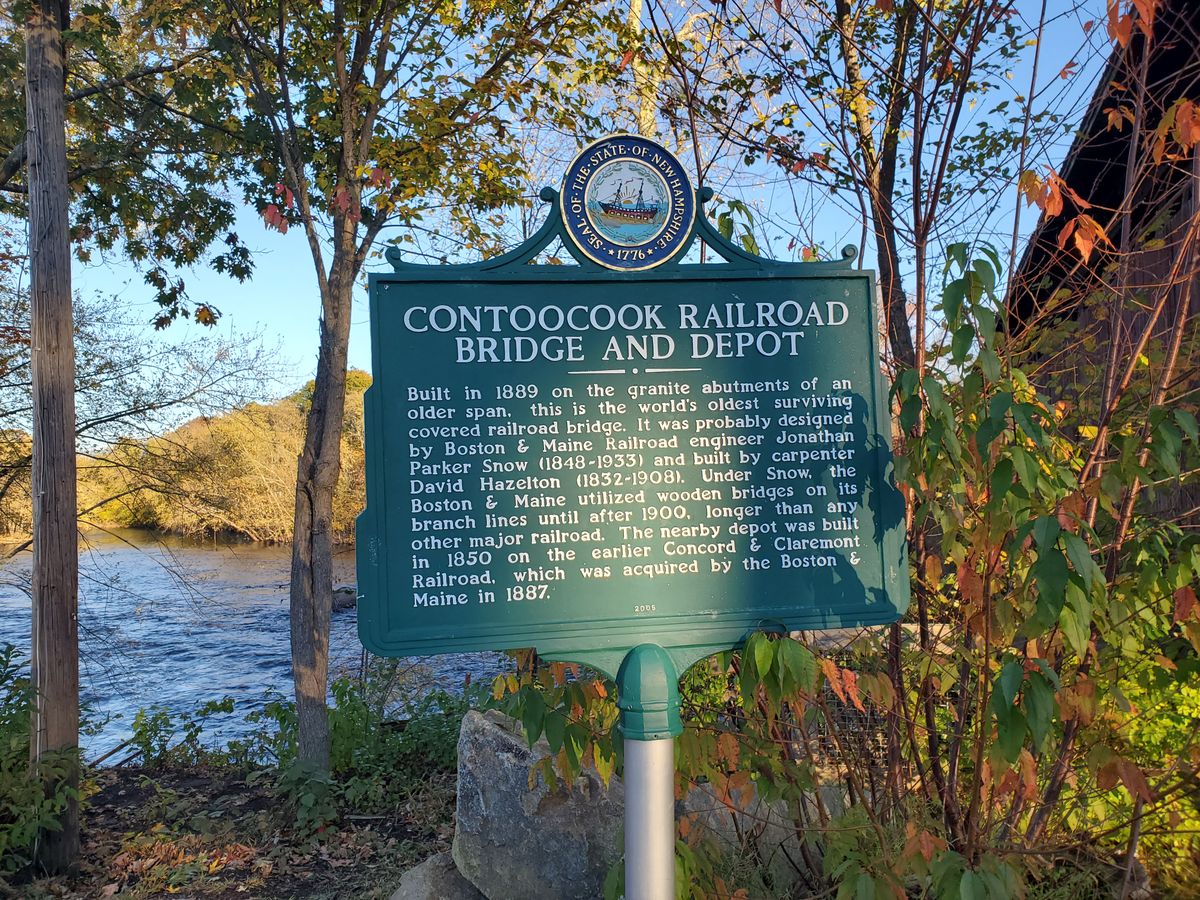 SEAL·OF·THE·STATE·OF·NEW HAMPSHIRE
·1776·
CONTOOCOOK RAILROAD
BRIDGE AND DEPOT
Built in 1889 on the granite abutments of an
older span, this is the world's oldest surviving
covered railroad bridge. It was probably designed
by Boston & Maine Railroad engineer Jonathan
Parker Snow (1848-1933) and built by carpenter
David Hazelton (1832-1908). Under Snow, the
Boston & Maine utilized wooden bridges on its
branch lines until after 1900, longer than any
other major railroad. The nearby depot was built
in 1850 on the earlier Concord & Claremont
Railroad, which was acquired by the Boston &
Maine in 1887.
2005